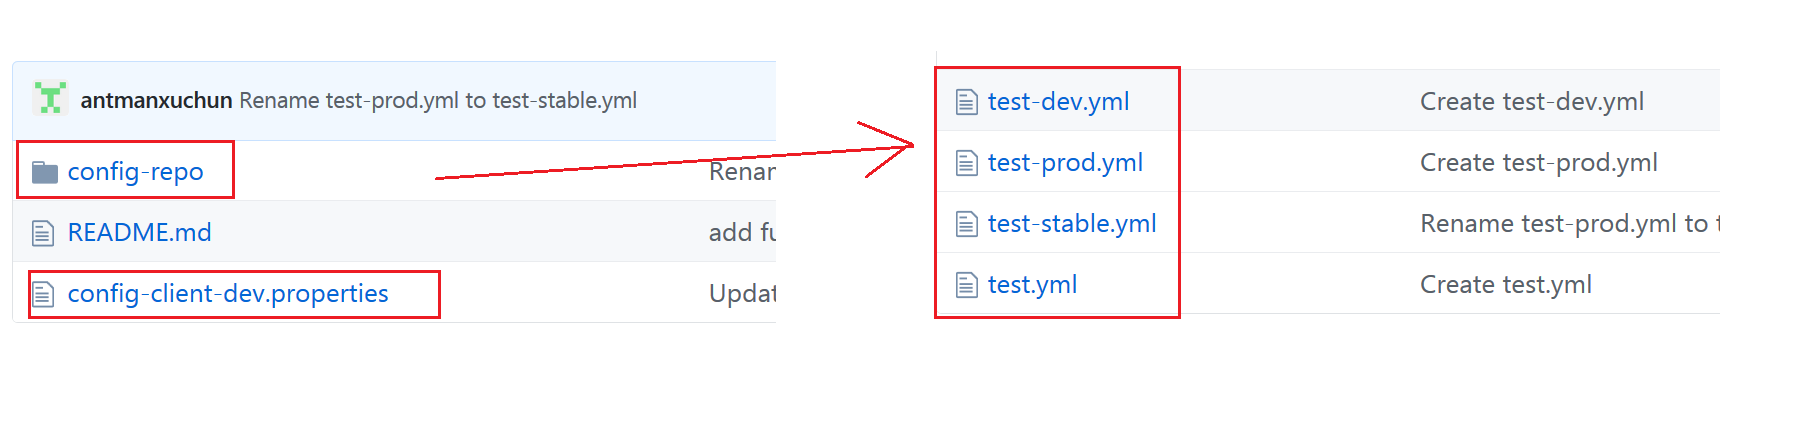 antmanxuchun Rename test-prod.yml to test-stable.yml
config-repo Renam
README.md add fu
config-client-dev.properties Updat
test-dev.yml Create test-dev.yml
test-prod.yml Create test-prod.yml
test-stable.yml Rename test-prod.yml to
test.yml Create test.yml